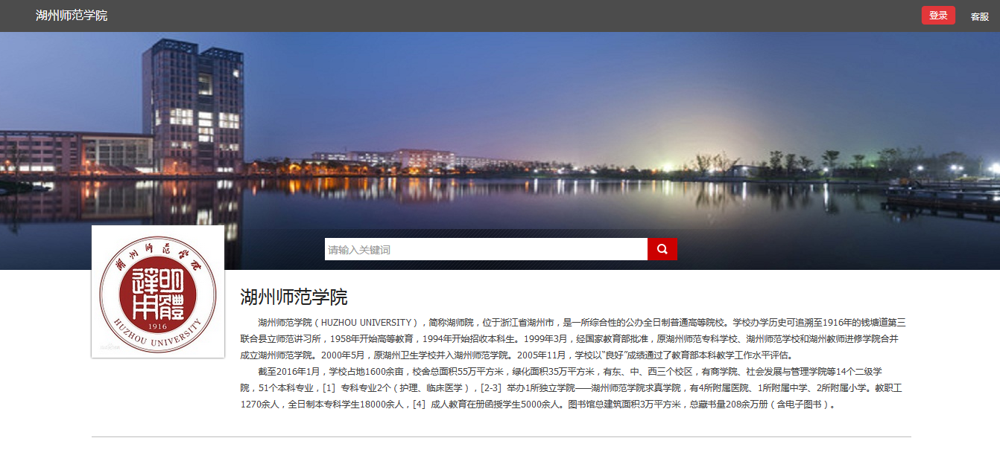 湖州师范学院
登录
客服
请输入关键词
湖州师范学院
明體達用
1916
HUZHOU UNIVERSITY
湖州师范学院
湖州师范学院（HUZHOU UNIVERSITY），简称湖师院，位于浙江省湖州市，是一所综合性的公办全日制普通高等院校。学校办学历史可追溯至1916年的钱塘道第三
联合县立师范讲习所，1958年开始高等教育，1994年开始招收本科生。1999年3月，经国家教育部批准，原湖州师范专科学校、湖州师范学校和湖州教师进修学院合并
成立湖州师范学院。2000年5月，原湖州卫生学校并入湖州师范学院。2005年11月，学校以“良好”成绩通过了教育部本科教学工作水平评估。
截至2016年1月，学校占地1600余亩，校舍总面积55万平方米，绿化面积35万平方米，有东、中、西三个校区，有商学院、社会发展与管理学院等14个二级学
院，51个本科专业，[1]  专科专业2个（护理、临床医学），[2-3]  举办1所独立学院——湖州师范学院求真学院，有4所附属医院、1所附属中学、2所附属小学。教职工
1270余人，全日制本专科学生18000余人，[4]  成人教育在册函授学生5000余人。图书馆总建筑面积3万平方米，总藏书量208余万册（含电子图书）。